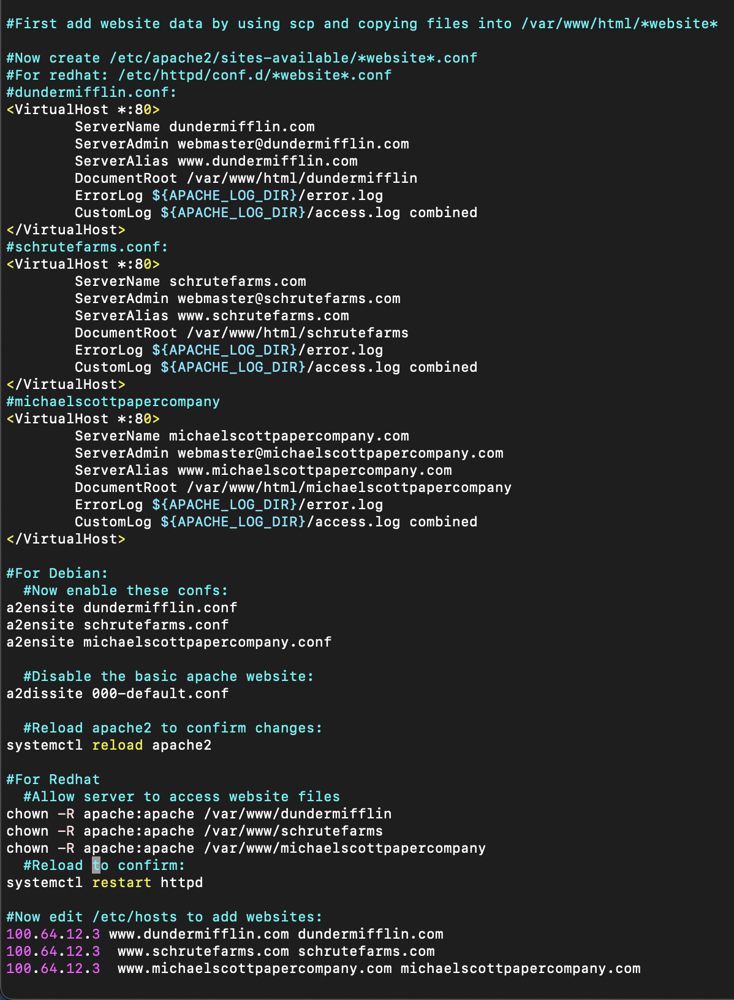 #First add website data by using scp and copying files into /var/www/html/*website*
#Now create /etc/apache2/sites-available/*website*.conf
#For redhat: /etc/httpd/conf.d/*website*.conf
#dundermifflin.conf:
<VirtualHost *:80>
        ServerName dundermifflin.com
        ServerAdmin webmaster@dundermifflin.com
        ServerAlias www.dundermifflin.com
        DocumentRoot /var/www/html/dundermifflin
        ErrorLog ${APACHE_LOG_DIR}/error.log
        CustomLog ${APACHE_LOG_DIR}/access.log combined
</VirtualHost>
#schrutefarms.conf:
<VirtualHost *:80>
        ServerName schrutefarms.com
        ServerAdmin webmaster@schrutefarms.com
        ServerAlias www.schrutefarms.com
        DocumentRoot /var/www/html/schrutefarms
        ErrorLog ${APACHE_LOG_DIR}/error.log
        CustomLog ${APACHE_LOG_DIR}/access.log combined
</VirtualHost>
#michaelscottpapercompany
<VirtualHost *:80>
        ServerName michaelscottpapercompany.com
        ServerAdmin webmaster@michaelscottpapercompany.com
        ServerAlias www.michaelscottpapercompany.com
        DocumentRoot /var/www/html/michaelscottpapercompany
        ErrorLog ${APACHE_LOG_DIR}/error.log
        CustomLog ${APACHE_LOG_DIR}/access.log combined
</VirtualHost>
#For Debian:
  #Now enable these confs:
a2ensite dundermifflin.conf
a2ensite schrutefarms.conf
a2ensite michaelscottpapercompany.conf
  #Disable the basic apache website:
a2dissite 000-default.conf
  #Reload apache2 to confirm changes:
systemctl reload apache2
#For Redhat
  #Allow server to access website files
chown -R apache:apache /var/www/dundermifflin
chown -R apache:apache /var/www/schrutefarms
chown -R apache:apache /var/www/michaelscottpapercompany
  #Reload to confirm:
systemctl restart httpd
#Now edit /etc/hosts to add websites:
100.64.12.3 www.dundermifflin.com dundermifflin.com
100.64.12.3  www.schrutefarms.com schrutefarms.com
100.64.12.3  www.michaelscottpapercompany.com michaelscottpapercompany.com